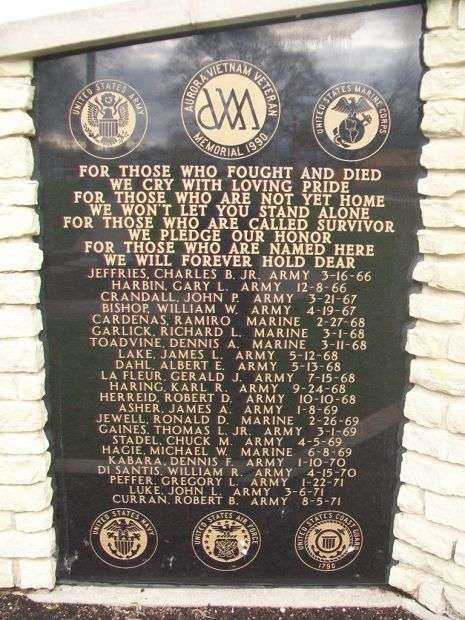 UNITED STATES ARMY
AURORA VIETNAM VETERAN
MEMORIAL 1990
UNITED STATES MARINE CORPS
FOR THOSE WHO FOUGHT AND DIED
WE CRY WITH LOVING PRIDE
FOR THOSE WHO ARE NOT YET HOME
WE WON'T LET YOU STAND ALONE
FOR THOSE WHO ARE CALLED SURVIVOR
WE PLEDGE OUR HONOR
FOR THOSE WHO ARE NAMED HERE
WE WILL FOREVER HOLD DEAR
JEFFRIES, CHARLES B. JR. ARMY 3-16-66
HARBIN, GARY L. ARMY 12-8-66
CRANDALL, JOHN P. ARMY 3-21-67
BISHOP, WILLIAM W. ARMY 4-19-67
CARDENAS, RAMIRO MARINE 2-27-68
GARLICK, RICHARD L. MARINE 3-1-68
TOADVINE, DENNIS A. MARINE 3-11-68
LAKE, JAMES L. ARMY 5-12-68
DAHL, ALBERT E. ARMY 5-13-68
LA FLEUR, GERALD J. ARMY 7-15-68
HARING, KARL R. ARMY 9-24-68
HERREID, ROBERT D. ARMY 10-10-68
ASHER, JAMES A. ARMY 1-8-69
JEWELL, RONALD D. MARINE 2-26-69
GAINES, THOMAS L. JR. ARMY 3-1-69
STADEL, CHUCK M. ARMY 4-5-69
HAGIE, MICHAEL W. MARINE 6-8-69
KABARA, DENNIS F. ARMY 1-10-70
DI SANTIS, WILLIAM R. ARMY 4-15-70
PEFFER, GREGORY L. ARMY 1-22-71
LUKE, JOHN L. ARMY 3-6-71
CURRAN, ROBERT B. ARMY 8-5-71
UNITED STATES NAVY
UNITED STATES AIR FORCE
UNITED STATES COAST GUARD
1790